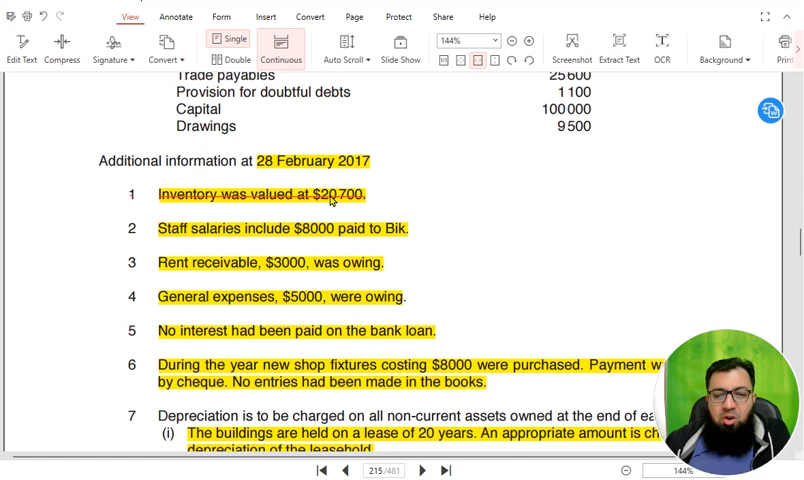 View Annotate Form Insert Convert Page Protect Share Help
Single 144%
Edit Text Compress Signature Convert Double Continuous Auto Scroll Slide Show Screenshot Extract Text OCR Background Print
Trade payables 25600
Provision for doubtful debts 1100
Capital 100000
Drawings 9500
Additional information at 28 February 2017
1 Inventory was valued at $20700.
2 Staff salaries include $8000 paid to Bik.
3 Rent receivable, $3000, was owing.
4 General expenses, $5000, were owing.
5 No interest had been paid on the bank loan.
6 During the year new shop fixtures costing $8000 were purchased. Payment
by cheque. No entries had been made in the books.
7 Depreciation is to be charged on all non-current assets owned at the end of
(i) The buildings are held on a lease of 20 years. An appropriate amount is
depreciation of the leasehold.
215/481 144%